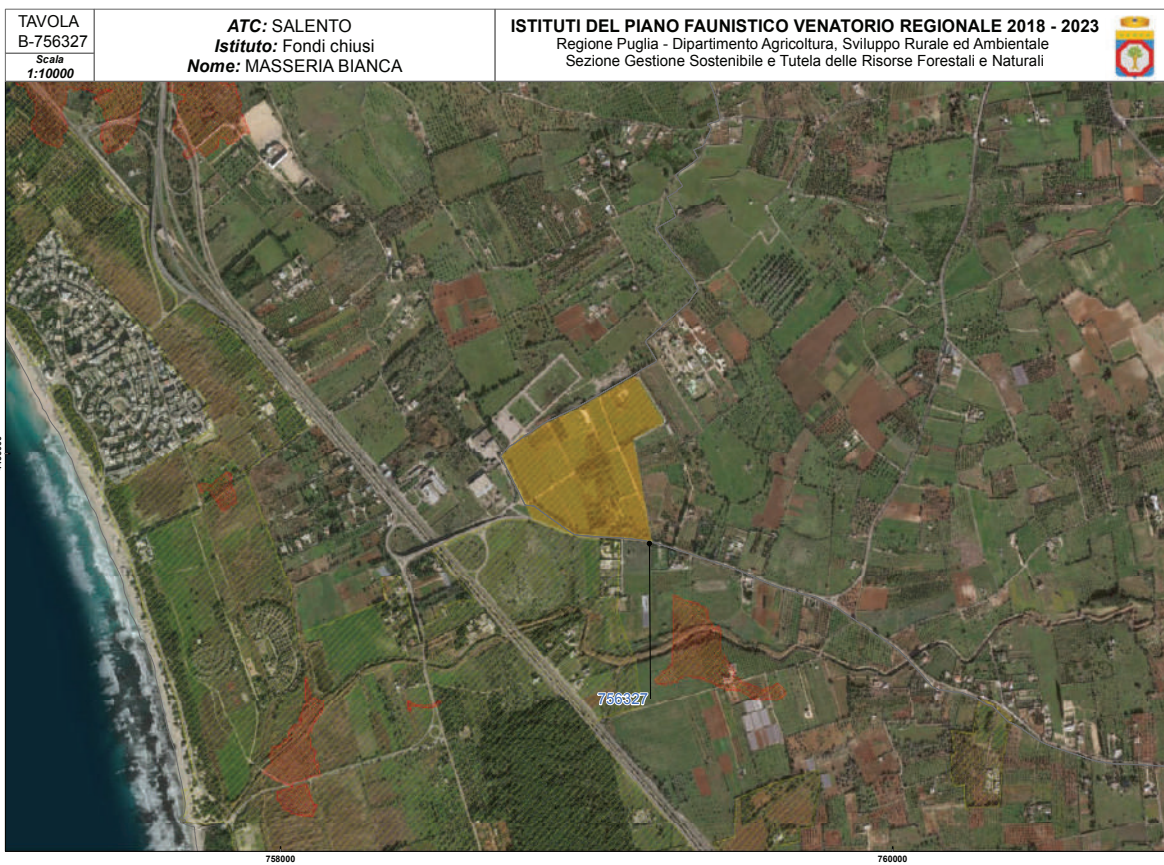 TAVOLA
B-756327
Scala
1:10000
ATC: SALENTO
Istituto: Fondi chiusi
Nome: MASSERIA BIANCA
ISTITUTI DEL PIANO FAUNISTICO VENATORIO REGIONALE 2018 - 2023
Regione Puglia - Dipartimento Agricoltura, Sviluppo Rurale ed Ambientale
Sezione Gestione Sostenibile e Tutela delle Risorse Forestali e Naturali
756327
758000
760000